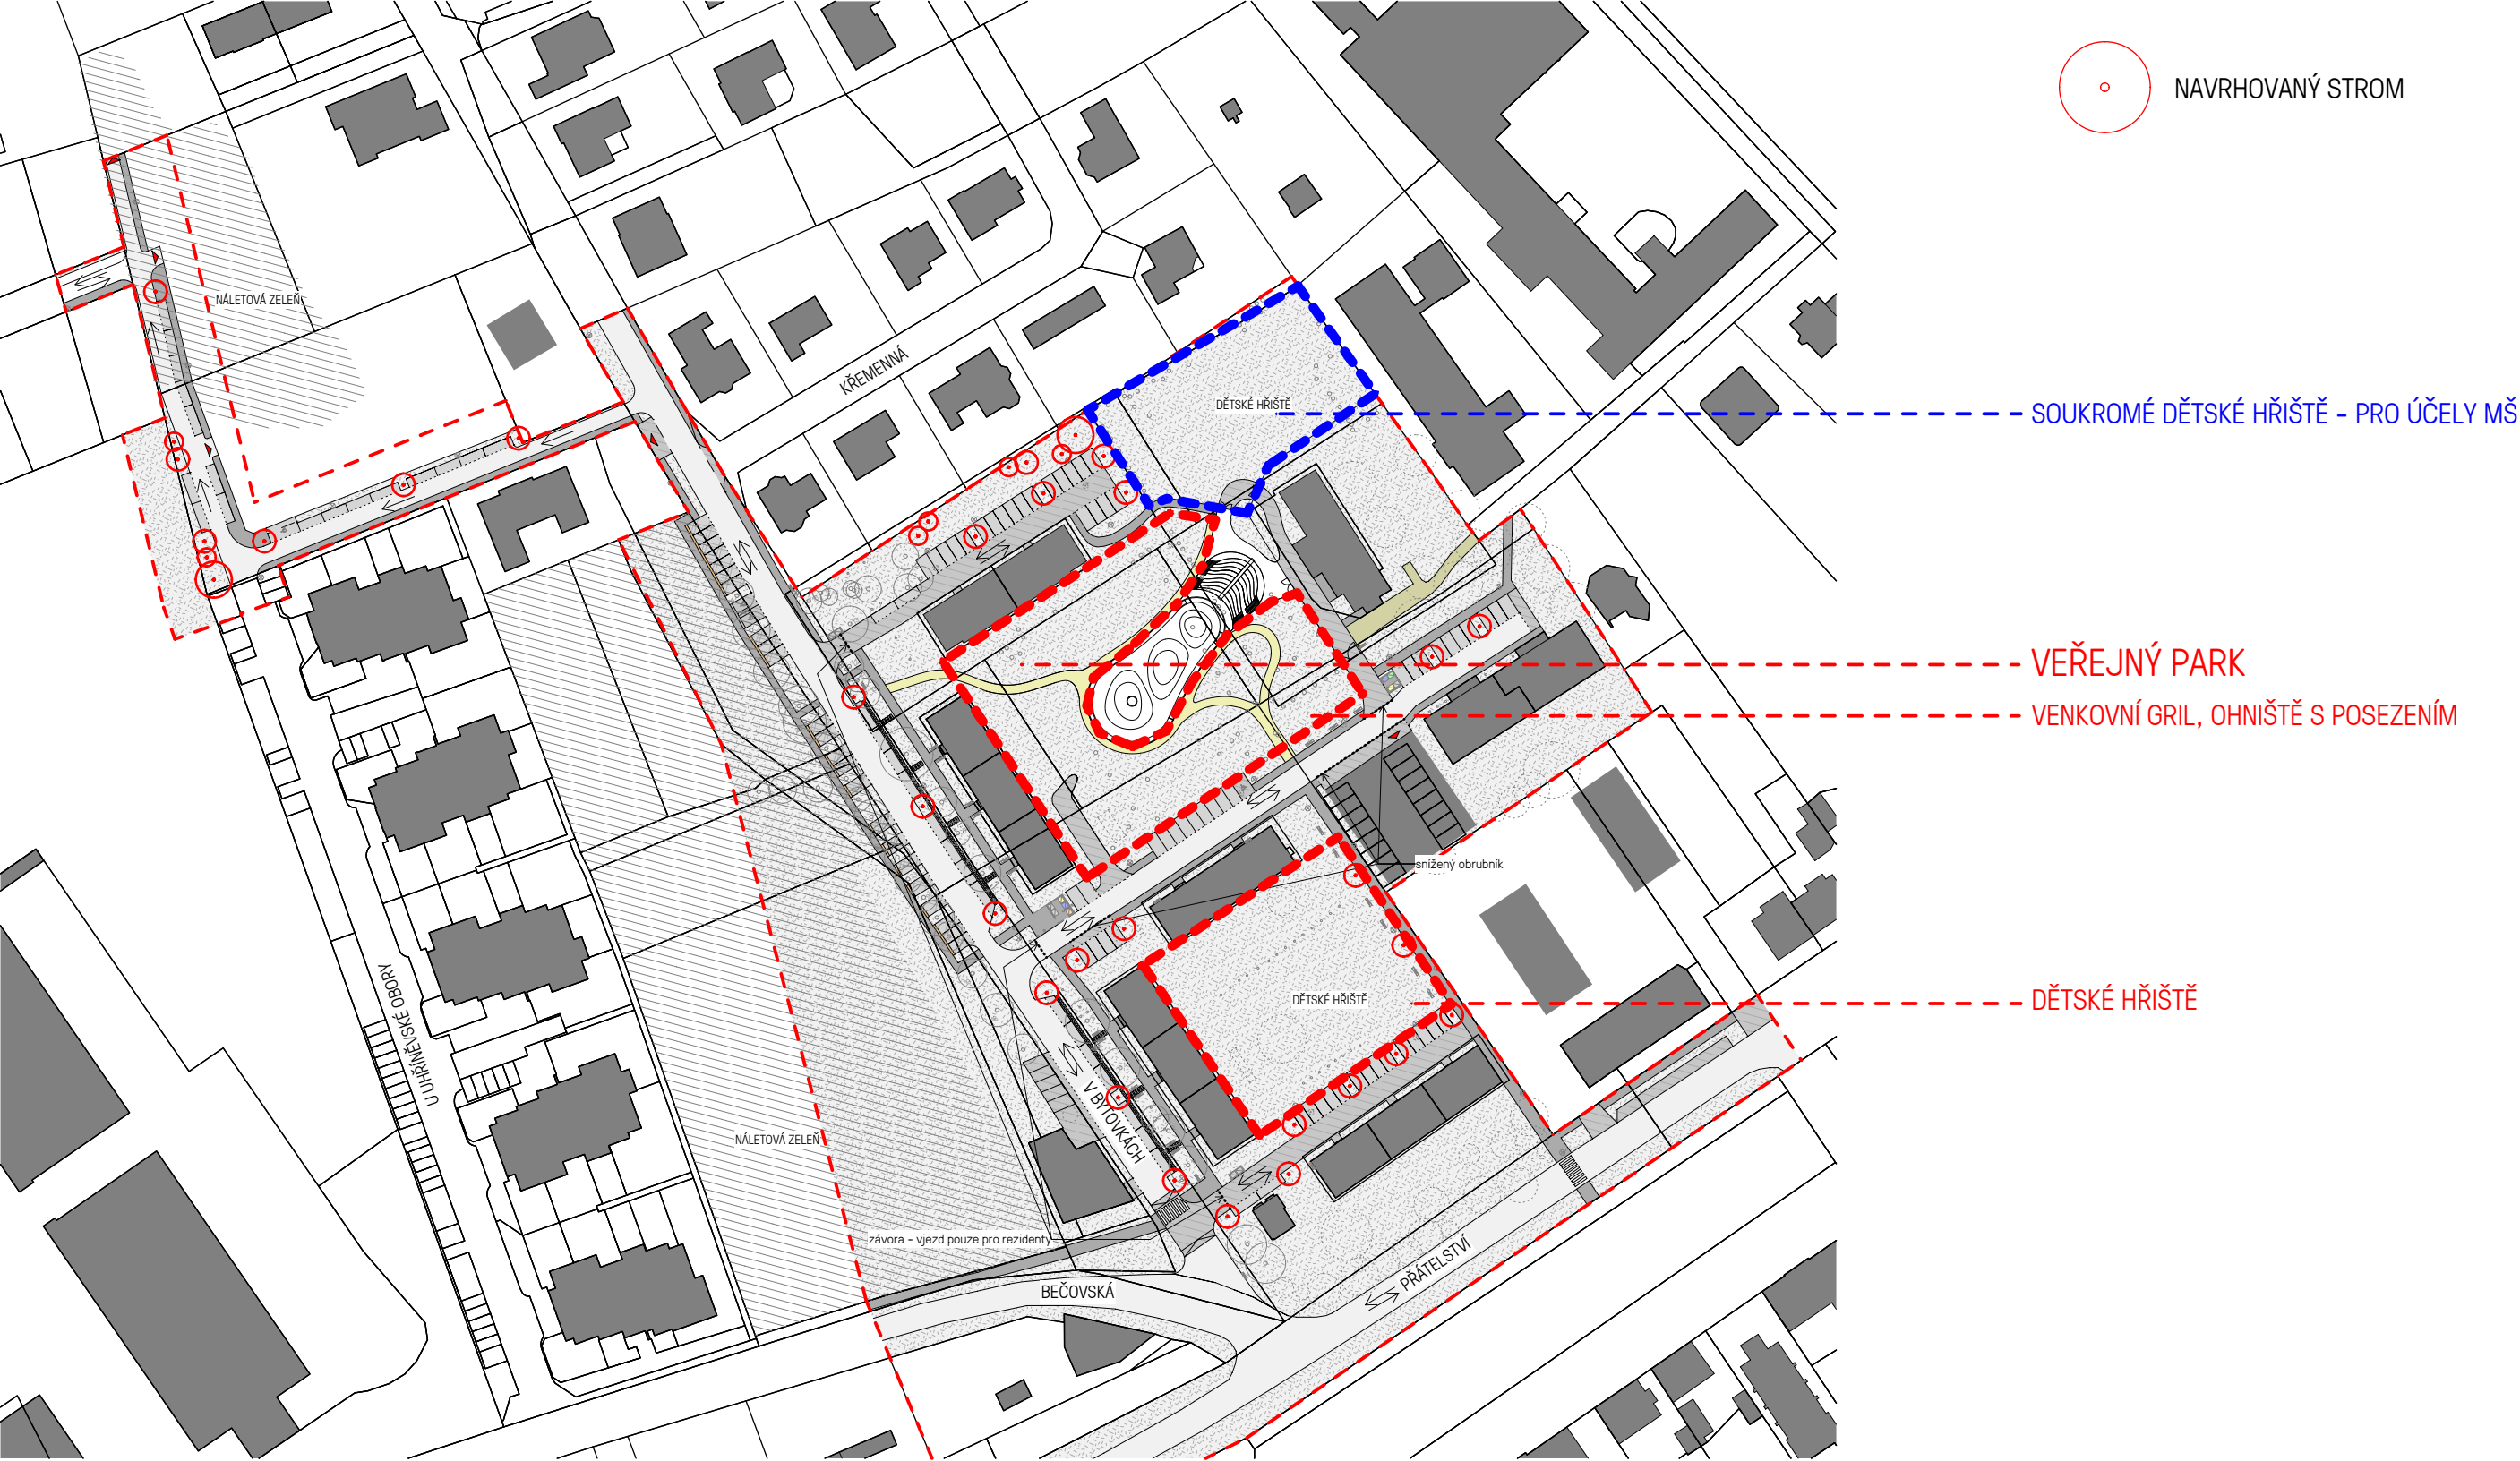 NAVRHOVANÝ STROM
NÁLETOVÁ ZELEŇ
KŘEMENNÁ
DĚTSKÉ HŘIŠTĚ
SOUKROMÉ DĚTSKÉ HŘIŠTĚ - PRO ÚČELY MŠ
VEŘEJNÝ PARK
VENKOVNÍ GRIL, OHNIŠTĚ S POSEZENÍM
snížený obrubník
DĚTSKÉ HŘIŠTĚ
DĚTSKÉ HŘIŠTĚ
U UHŘÍNĚVSKÉ OBORY
V BYTOVKÁCH
NÁLETOVÁ ZELEŇ
závora - vjezd pouze pro rezidenty
BEČOVSKÁ
PŘÁTELSTVÍ